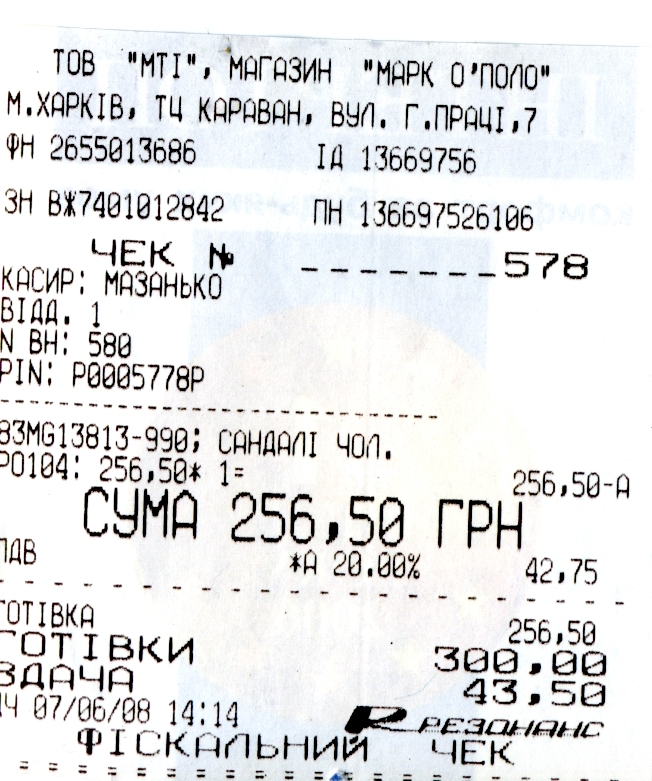 ТОВ "МТІ", МАГАЗИН "МАРК О'ПОЛО"
М.ХАРКІВ, ТЦ КАРАВАН, ВУЛ. Г.ПРАЦІ,7
ФН 2655013686 ІД 13669756
ЗН ВЖ7401012842 ПН 136697526106
ЧЕК № _______578
КАСИР: МАЗАНЬКО
ВІДД. 1
N ВН: 580
PIN: P0005778P
83MG13813-990; САНДАЛІ ЧОЛ.
РО104: 256,50* 1= 256,50-А
СУМА 256,50 ГРН
ПДВ *А 20.00% 42,75
ГОТІВКА 256,50
ГОТІВКИ 300,00
ЗДАЧА 43,50
07/06/08 14:14 РЕЗОНАНС
ФІСКАЛЬНИЙ ЧЕК